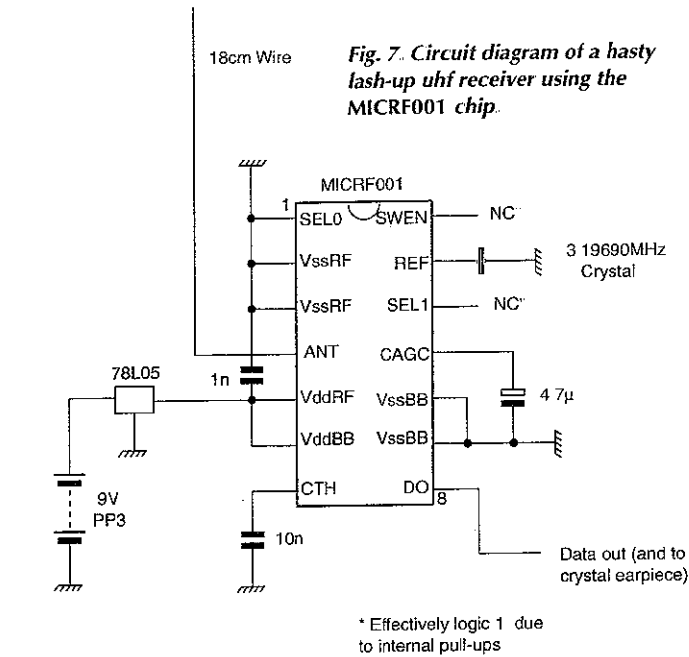 18cm Wire
Fig. 7. Circuit diagram of a hasty
lash-up uhf receiver using the
MICRF001 chip.
MICRF001
1
SEL0
SWEN
NC*
VssRF
REF
3 19690MHz
Crystal
VssRF
SEL1
NC*
ANT
CAGC
78L05
1n
VddRF
VssBB
4 7µ
VddBB
VssBB
CTH
DO
8
9V
PP3
10n
Data out (and to
crystal earpiece)
* Effectively logic 1 due
to internal pull-ups